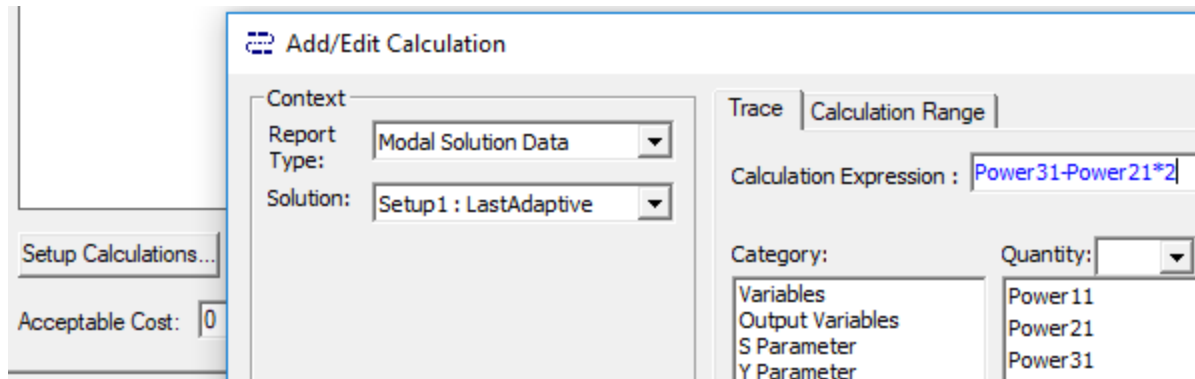 Add/Edit Calculation
Context
Report
Type:
Modal Solution Data
Solution:
Setup1 : LastAdaptive
Trace
Calculation Range
Calculation Expression :
Power31-Power21*2
Category:
Variables
Output Variables
S Parameter
Y Parameter
Quantity:
Power11
Power21
Power31
Setup Calculations...
Acceptable Cost:
0